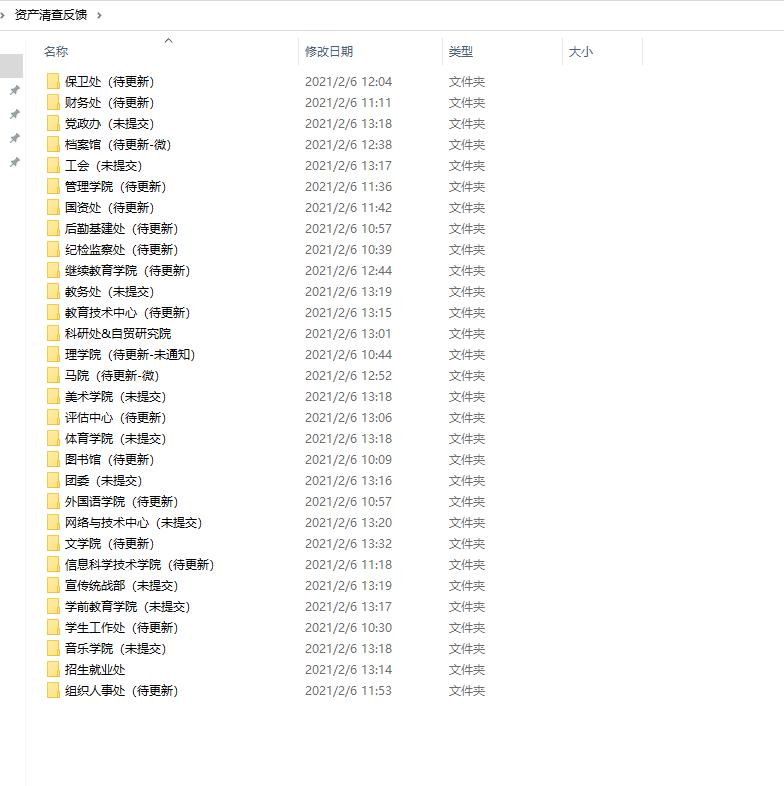 资产清查反馈
名称 修改日期 类型 大小
保卫处（待更新） 2021/2/6 12:04 文件夹
财务处（待更新） 2021/2/6 11:11 文件夹
党政办（未提交） 2021/2/6 13:18 文件夹
档案馆（待更新-微） 2021/2/6 12:38 文件夹
工会（未提交） 2021/2/6 13:17 文件夹
管理学院（待更新） 2021/2/6 11:36 文件夹
国资处（待更新） 2021/2/6 11:42 文件夹
后勤基建处（待更新） 2021/2/6 10:57 文件夹
纪检监察处（待更新） 2021/2/6 10:39 文件夹
继续教育学院（待更新） 2021/2/6 12:44 文件夹
教务处（未提交） 2021/2/6 13:19 文件夹
教育技术中心（待更新） 2021/2/6 13:15 文件夹
科研处&自贸研究院 2021/2/6 13:01 文件夹
理学院（待更新-未通知） 2021/2/6 10:44 文件夹
马院（待更新-微） 2021/2/6 12:52 文件夹
美术学院（未提交） 2021/2/6 13:18 文件夹
评估中心（待更新） 2021/2/6 13:06 文件夹
体育学院（未提交） 2021/2/6 13:18 文件夹
图书馆（待更新） 2021/2/6 10:09 文件夹
团委（未提交） 2021/2/6 13:16 文件夹
外国语学院（待更新） 2021/2/6 10:57 文件夹
网络与技术中心（未提交） 2021/2/6 13:20 文件夹
文学院（待更新） 2021/2/6 13:32 文件夹
信息科学技术学院（待更新） 2021/2/6 11:18 文件夹
宣传统战部（未提交） 2021/2/6 13:19 文件夹
学前教育学院（未提交） 2021/2/6 13:17 文件夹
学生工作处（待更新） 2021/2/6 10:30 文件夹
音乐学院（未提交） 2021/2/6 13:18 文件夹
招生就业处 2021/2/6 13:14 文件夹
组织人事处（待更新） 2021/2/6 11:53 文件夹